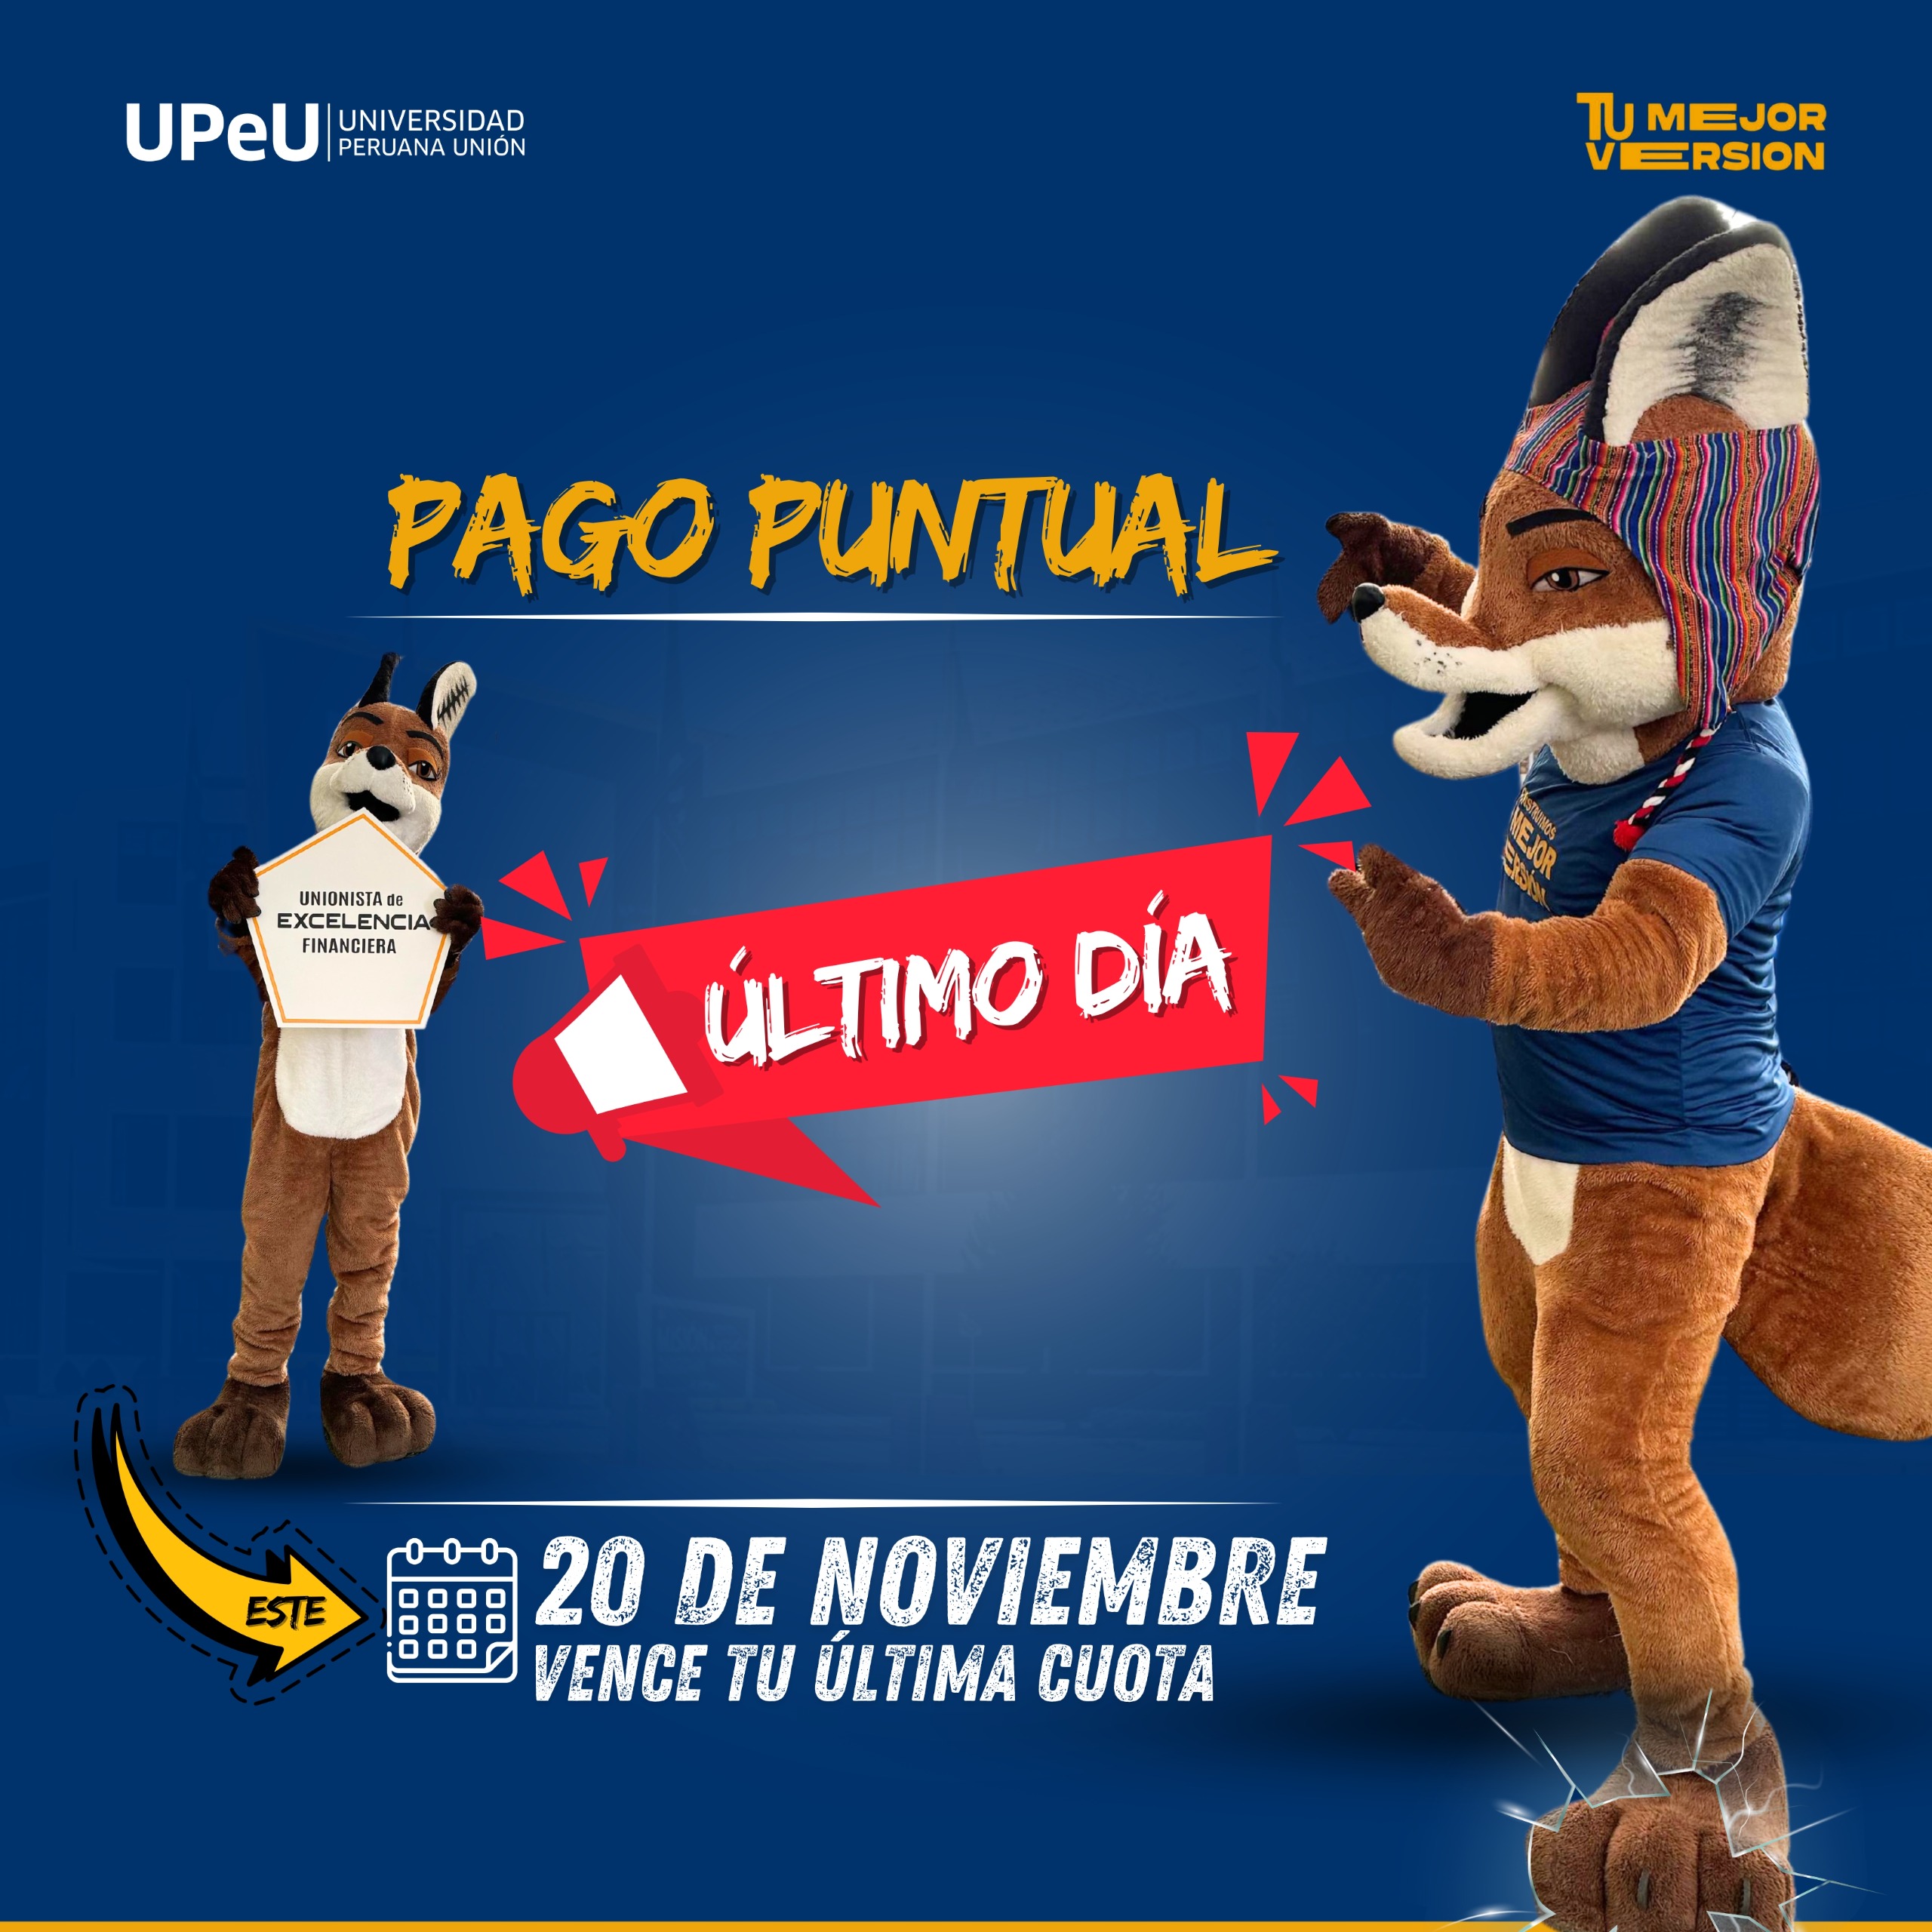 UPeU UNIVERSIDAD
PERUANA UNIÓN
TU MEJOR
VERSION
PAGO PUNTUAL
UNIONISTA de
EXCELENCIA
FINANCIERA
MEJOR
ÚLTIMO DÍA
ESTE
20 DE NOVIEMBRE
VENCE TU ÚLTIMA CUOTA